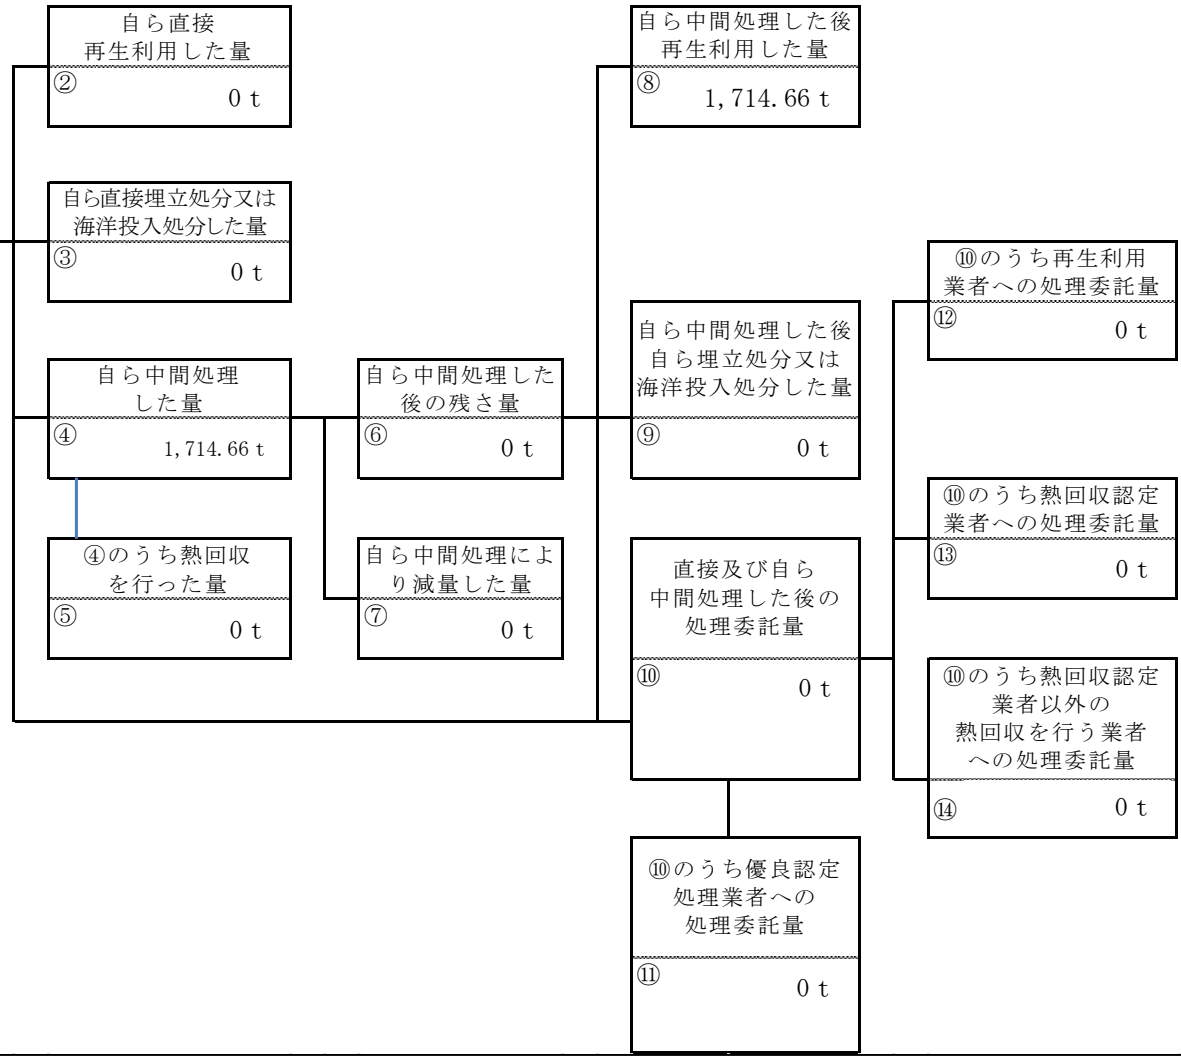 自ら直接
再生利用した量
②
0 t
自ら直接埋立処分又は
海洋投入処分した量
③
0 t
自ら中間処理
した量
④
1,714.66 t
④のうち熱回収
を行った量
⑤
0 t
自ら中間処理した
後の残さ量
⑥
0 t
自ら中間処理によ
り減量した量
⑦
0 t
自ら中間処理した後
再生利用した量
⑧
1,714.66 t
自ら中間処理した後
自ら埋立処分又は
海洋投入処分した量
⑨
0 t
直接及び自ら
中間処理した後の
処理委託量
⑩
0 t
⑩のうち優良認定
処理業者への
処理委託量
⑪
0 t
⑩のうち再生利用
業者への処理委託量
⑫
0 t
⑩のうち熱回収認定
業者への処理委託量
⑬
0 t
⑩のうち熱回収認定
業者以外の
熱回収を行う業者
への処理委託量
⑭
0 t